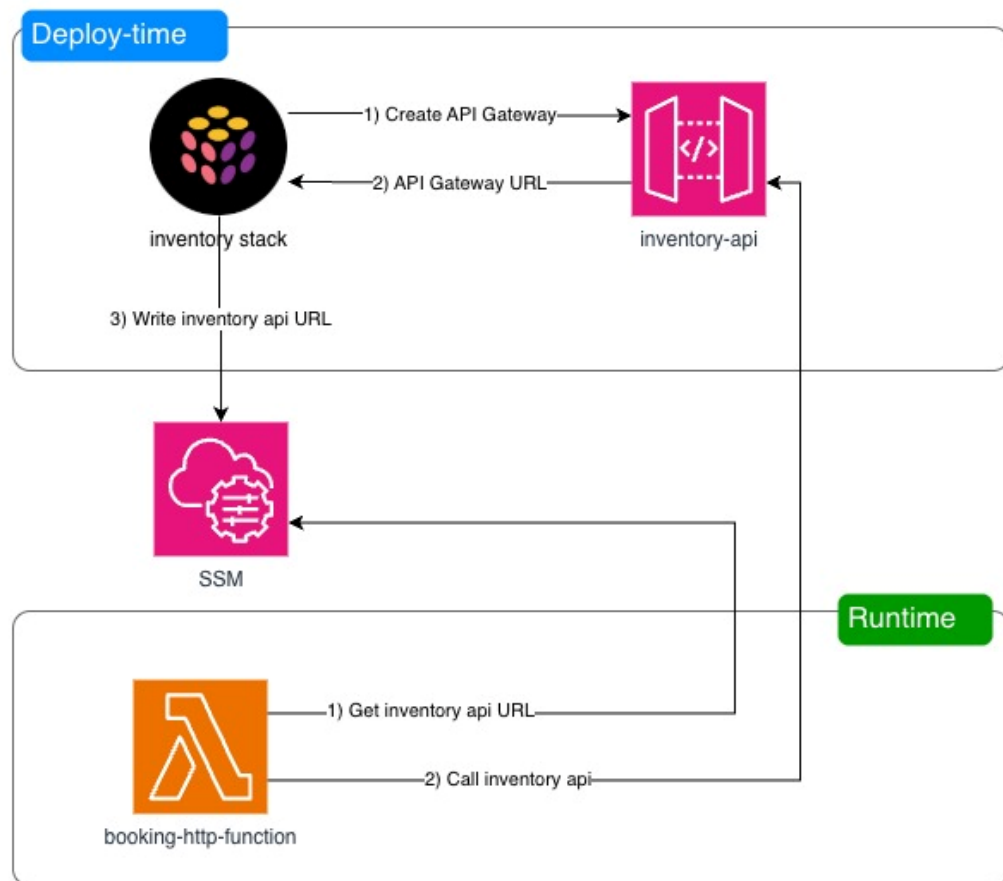 Deploy-time
1) Create API Gateway
2) API Gateway URL
</>
inventory stack
inventory-api
3) Write inventory api URL
SSM
Runtime
1) Get inventory api URL
2) Call inventory api
booking-http-function